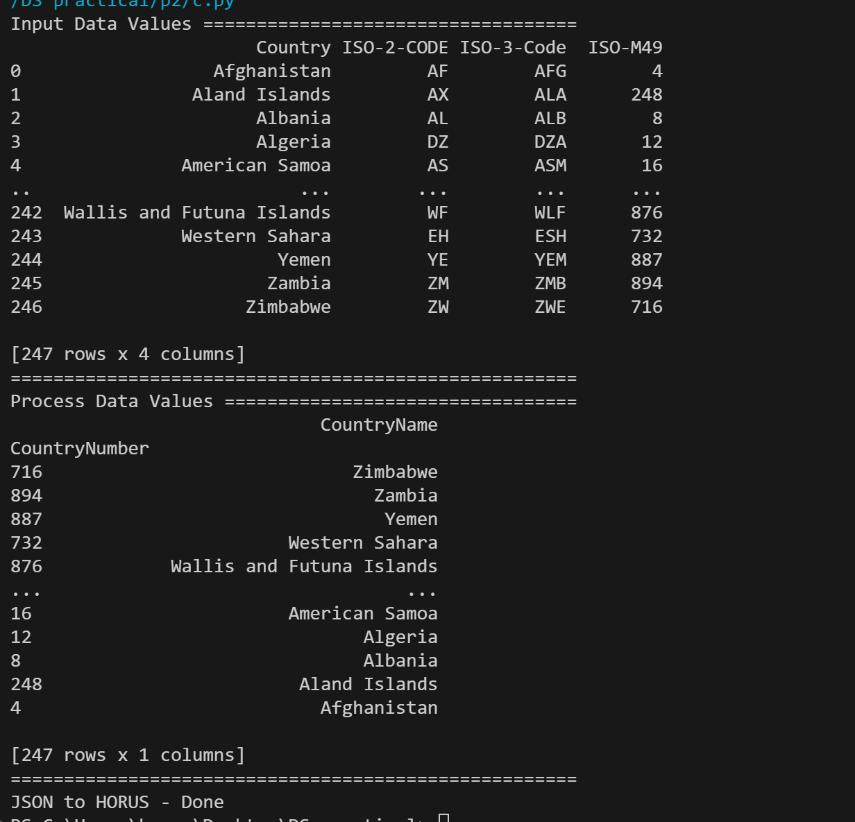 /DS practical/p2/c.py
Input Data Values ===================================
Country ISO-2-CODE ISO-3-Code ISO-M49
0 Afghanistan AF AFG 4
1 Aland Islands AX ALA 248
2 Albania AL ALB 8
3 Algeria DZ DZA 12
4 American Samoa AS ASM 16
.. ... ... ... ...
242 Wallis and Futuna Islands WF WLF 876
243 Western Sahara EH ESH 732
244 Yemen YE YEM 887
245 Zambia ZM ZMB 894
246 Zimbabwe ZW ZWE 716
[247 rows x 4 columns]
=====================================================
Process Data Values =================================
CountryName
CountryNumber
716 Zimbabwe
894 Zambia
887 Yemen
732 Western Sahara
876 Wallis and Futuna Islands
... ...
16 American Samoa
12 Algeria
8 Albania
248 Aland Islands
4 Afghanistan
[247 rows x 1 columns]
=====================================================
JSON to HORUS - Done